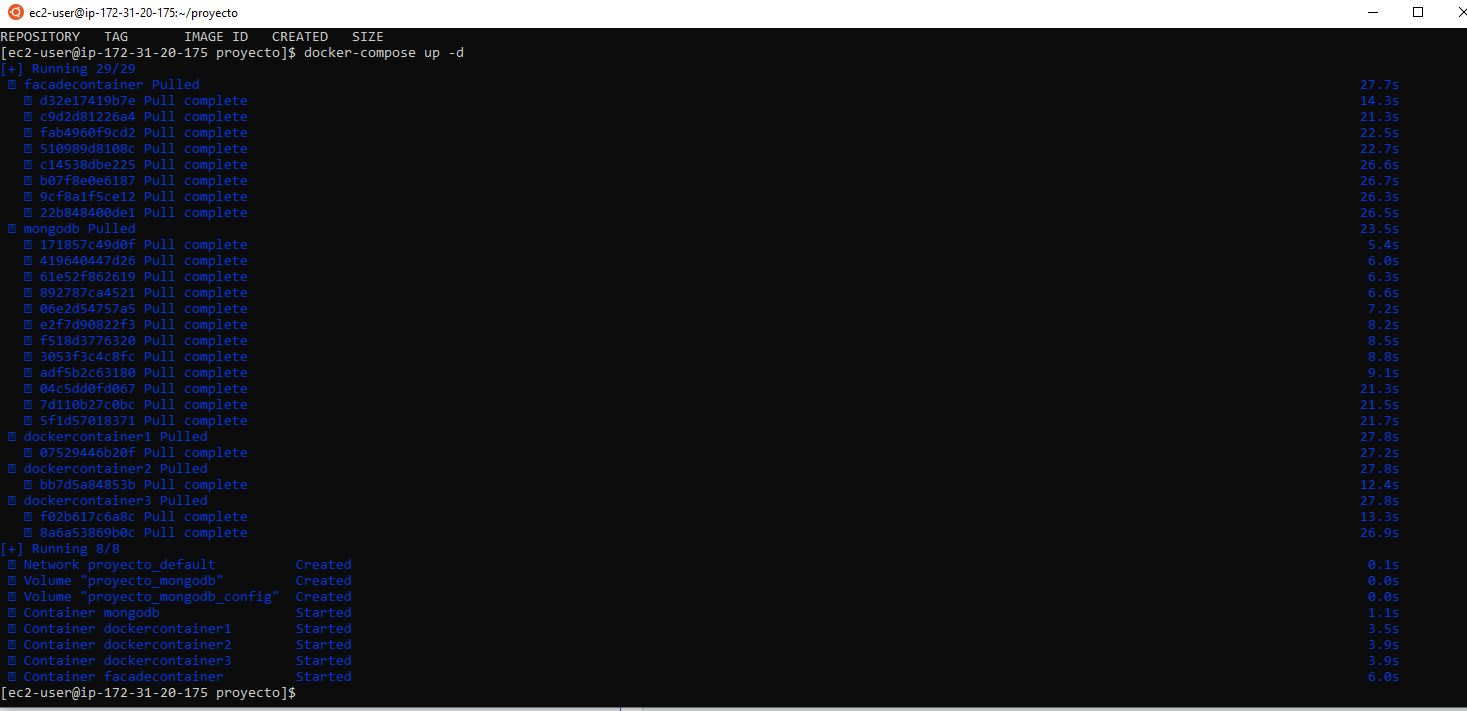 ec2-user@ip-172-31-20-175:~/proyecto
REPOSITORY   TAG       IMAGE ID   CREATED   SIZE
[ec2-user@ip-172-31-20-175 proyecto]$ docker-compose up -d
[+] Running 29/29
facadecontainer Pulled 27.7s
d32e17419b7e Pull complete 14.3s
c9d2d81226a4 Pull complete 21.3s
fab4960f9cd2 Pull complete 22.5s
510989d8108c Pull complete 22.7s
c14538dbe225 Pull complete 26.6s
b07f8e0e6187 Pull complete 26.7s
9cf8a1f5ce12 Pull complete 26.3s
22b848400de1 Pull complete 26.5s
mongodb Pulled 23.5s
171857c49d0f Pull complete 5.4s
419640447d26 Pull complete 6.0s
61e52f862619 Pull complete 6.3s
892787ca4521 Pull complete 6.6s
06e2d54757a5 Pull complete 7.2s
e2f7d90822f3 Pull complete 8.2s
f518d3776320 Pull complete 8.5s
3053f3c4c8fc Pull complete 8.8s
adf5b2c63180 Pull complete 9.1s
04c5dd0fd067 Pull complete 21.3s
7d110b27c0bc Pull complete 21.5s
5f1d57018371 Pull complete 21.7s
dockercontainer1 Pulled 27.8s
07529446b20f Pull complete 27.2s
dockercontainer2 Pulled 27.8s
bb7d5a84853b Pull complete 12.4s
dockercontainer3 Pulled 27.8s
f02b617c6a8c Pull complete 13.3s
8a6a53869b0c Pull complete 26.9s
[+] Running 8/8
Network proyecto_default Created 0.1s
Volume "proyecto_mongodb" Created 0.0s
Volume "proyecto_mongodb_config" Created 0.0s
Container mongodb Started 1.1s
Container dockercontainer1 Started 3.5s
Container dockercontainer2 Started 3.9s
Container dockercontainer3 Started 3.9s
Container facadecontainer Started 6.0s
[ec2-user@ip-172-31-20-175 proyecto]$